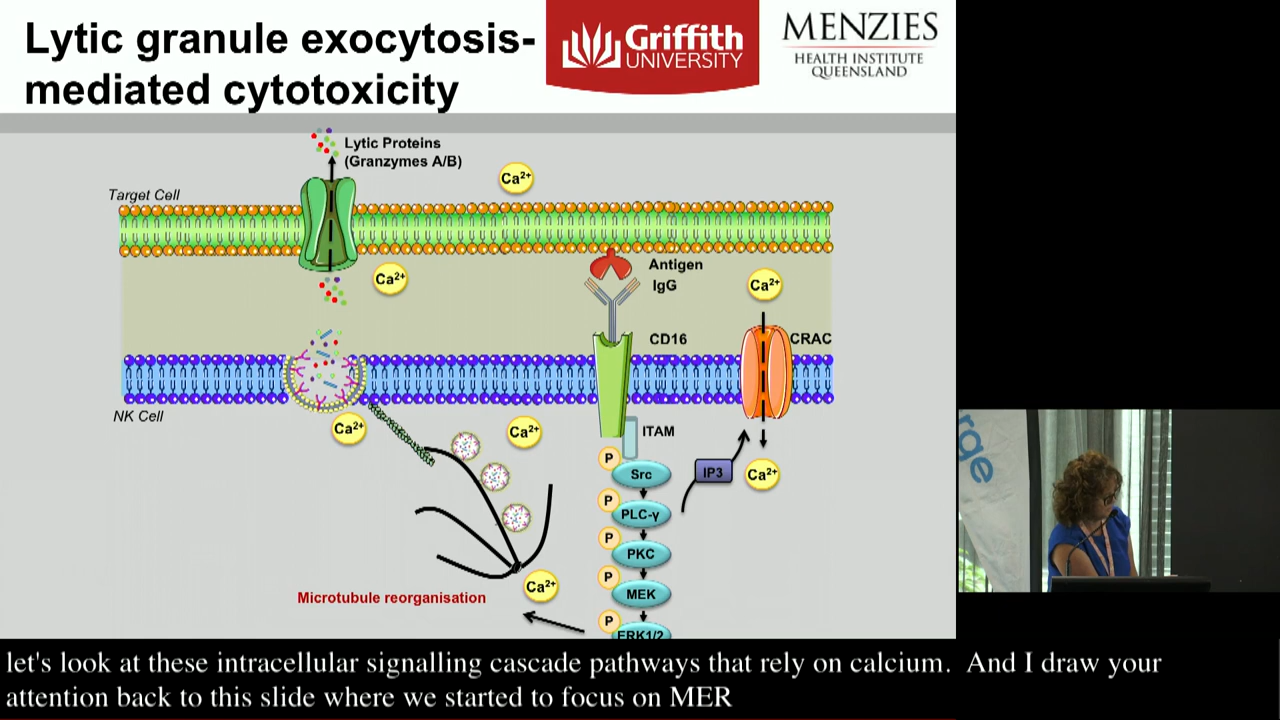 Lytic granule exocytosis-
mediated cytotoxicity
Griffith
UNIVERSITY
MENZIES
HEALTH INSTITUTE
QUEENSLAND
Lytic Proteins
(Granzymes A/B)
Ca²⁺
Target Cell
Ca²⁺
Antigen
IgG
Ca²⁺
CD16
CRAC
NK Cell
Ca²⁺
Ca²⁺
ITAM
P
Src
IP3
Ca²⁺
P
PLC-γ
P
PKC
P
MEK
Ca²⁺
Microtubule reorganisation
P
ERK1/2
rge
let's look at these intracellular signalling cascade pathways that rely on calcium. And I draw your
attention back to this slide where we started to focus on MER